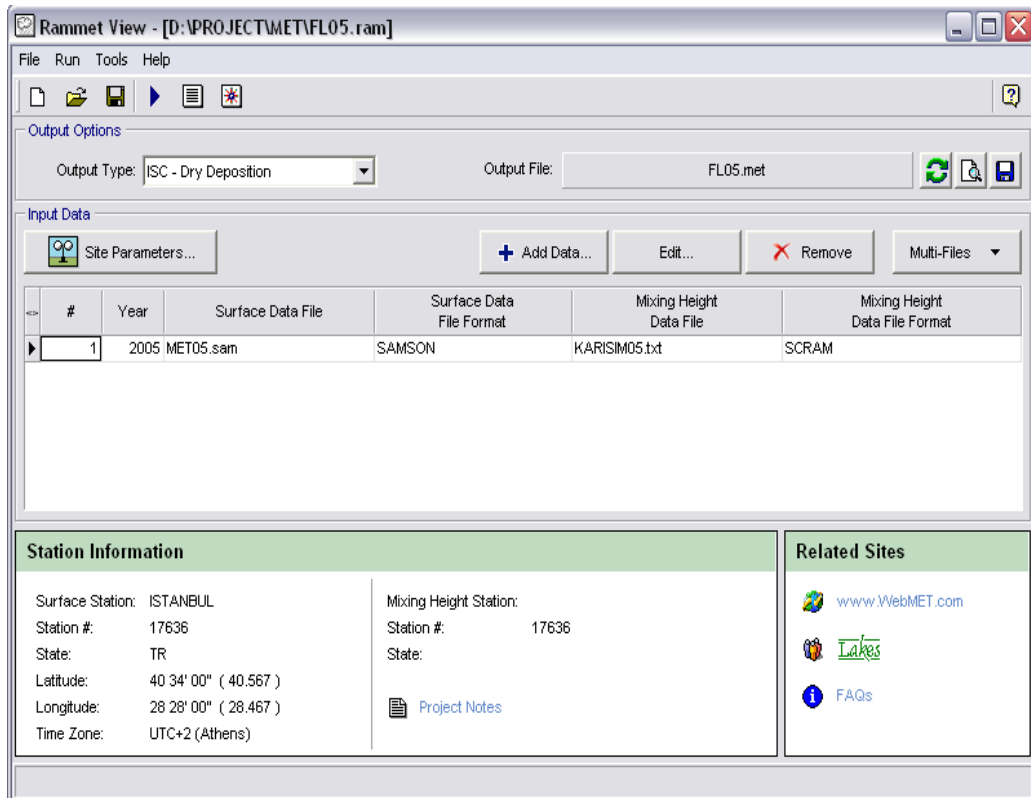 Rammet View - [D:\PROJECT\MET\FL05.ram]
File Run Tools Help
Output Options
Output Type: ISC - Dry Deposition Output File: FL05.met
Input Data
Site Parameters... Add Data... Edit... Remove Multi-Files
<=> # Year Surface Data File Surface Data File Format Mixing Height Data File Mixing Height Data File Format
1 2005 MET05.sam SAMSON KARISIM05.txt SCRAM
Station Information
Surface Station: ISTANBUL
Station #: 17636
State: TR
Latitude: 40 34' 00" ( 40.567 )
Longitude: 28 28' 00" ( 28.467 )
Time Zone: UTC+2 (Athens)
Mixing Height Station:
Station #: 17636
State:
Project Notes
Related Sites
www.WebMET.com
Lakes
FAQs